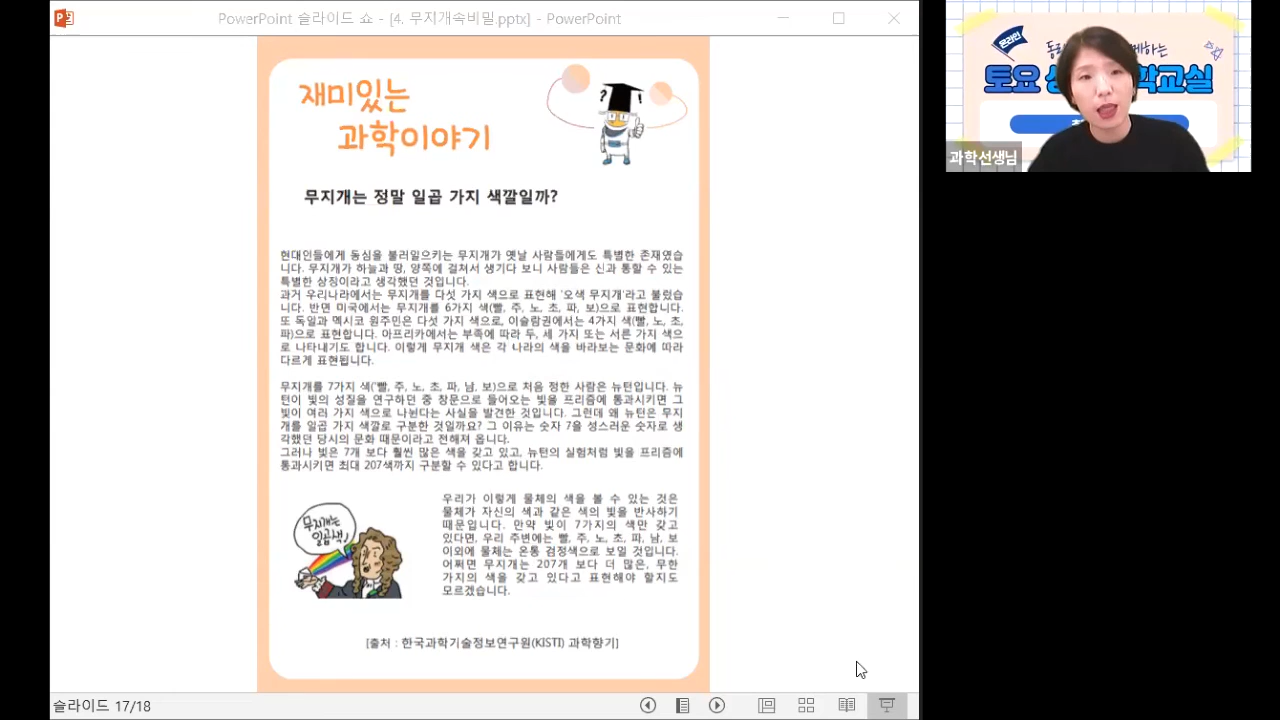 PowerPoint 슬라이드 쇼 - [4. 무지개속비밀.pptx] - PowerPoint
재미있는
과학이야기
무지개는 정말 일곱 가지 색깔일까?
현대인들에게 동심을 불러일으키는 무지개가 옛날 사람들에게도 특별한 존재였습
니다. 무지개가 하늘과 땅, 양쪽에 걸쳐서 생기다 보니 사람들은 신과 통할 수 있는
특별한 상징이라고 생각했던 것입니다.
과거 우리나라에서는 무지개를 다섯 가지 색으로 표현해 '오색 무지개'라고 불렀습
니다. 반면 미국에서는 무지개를 6가지 색(빨, 주, 노, 초, 파, 보)으로 표현합니다.
또 독일과 멕시코 원주민은 다섯 가지 색으로, 이슬람권에서는 4가지 색(빨, 노, 초,
파)으로 표현합니다. 아프리카에서는 부족에 따라 두, 세 가지 또는 서른 가지 색으
로 나타내기도 합니다. 이렇게 무지개 색은 각 나라의 색을 바라보는 문화에 따라
다르게 표현됩니다.
무지개를 7가지 색('빨, 주, 노, 초, 파, 남, 보)으로 처음 정한 사람은 뉴턴입니다. 뉴
턴이 빛의 성질을 연구하던 중 창문으로 들어오는 빛을 프리즘에 통과시키면 그
빛이 여러 가지 색으로 나뉜다는 사실을 발견한 것입니다. 그런데 왜 뉴턴은 무지
개를 일곱 가지 색깔로 구분한 것일까요? 그 이유는 숫자 7을 성스러운 숫자로 생
각했던 당시의 문화 때문이라고 전해져 옵니다.
그러나 빛은 7개 보다 훨씬 많은 색을 갖고 있고, 뉴턴의 실험처럼 빛을 프리즘에
통과시키면 최대 207색까지 구분할 수 있다고 합니다.
무지개는
일곱색!
우리가 이렇게 물체의 색을 볼 수 있는 것은
물체가 자신의 색과 같은 색의 빛을 반사하기
때문입니다. 만약 빛이 7가지의 색만 갖고
있다면, 우리 주변에는 빨, 주, 노, 초, 파, 남, 보
이외에 물체는 온통 검정색으로 보일 것입니다.
어쩌면 무지개는 207개 보다 더 많은, 무한
가지의 색을 갖고 있다고 표현해야 할지도
모르겠습니다.
[출처 : 한국과학기술정보연구원(KISTI) 과학향기]
슬라이드 17/18
온라인
하는
토요
학교실
과학선생님